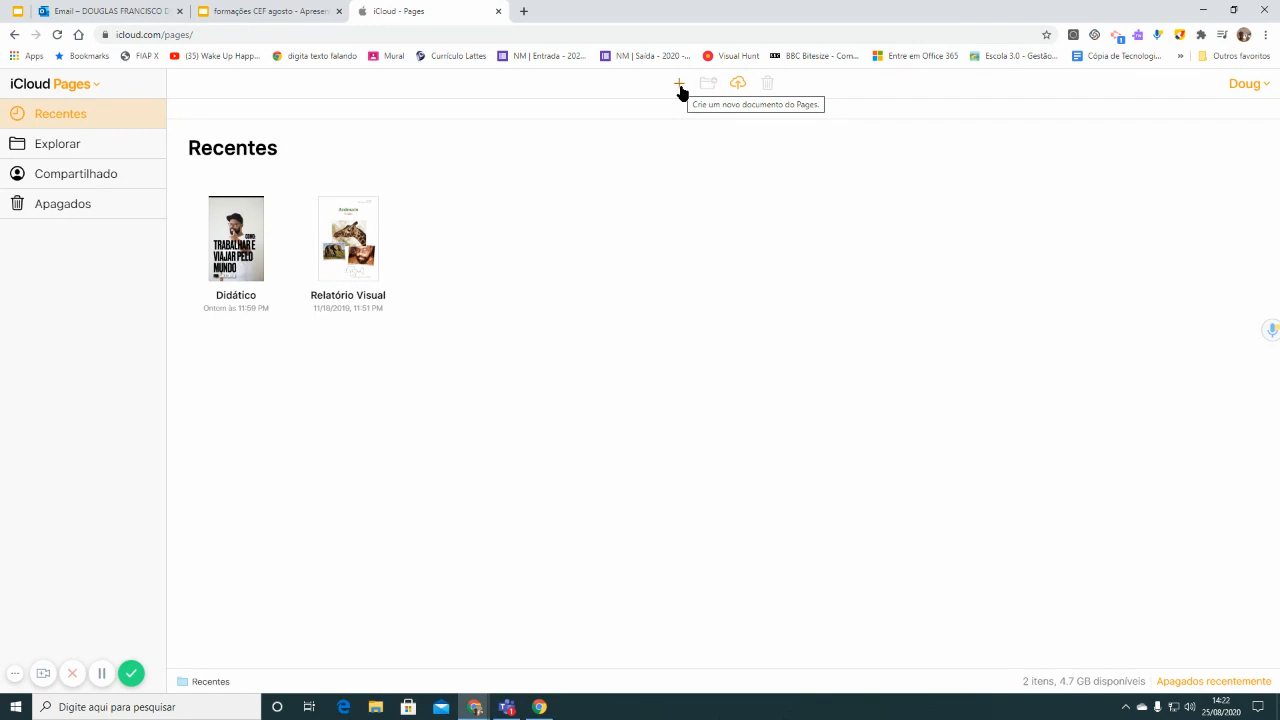 Email – DOUGLAS FRANCISCO D
formações CEF agosto - Apresen
iCloud - Pages
icloud.com/pages/
Apps
Bookmarks
FIAP X
(35) Wake Up Happ...
digita texto falando
Mural
Currículo Lattes
NM | Entrada - 202...
NM | Saída - 2020 -...
Visual Hunt
BBC Bitesize - Com...
Entre em Office 365
Escola 3.0 - Gestão...
Cópia de Tecnologi...
»
Outros favoritos
iCloud Pages
Doug
Crie um novo documento do Pages.
Recentes
Explorar
Compartilhado
Apagados
Recentes
COMO:
TRABALHAR E
VIAJAR PELO
MUNDO
Didático
Ontem às 11:59 PM
Relatório Visual
11/18/2019, 11:51 PM
Recentes
2 itens, 4.7 GB disponíveis
Apagados recentemente
Digite aqui para pesquisar
14:22
25/08/2020